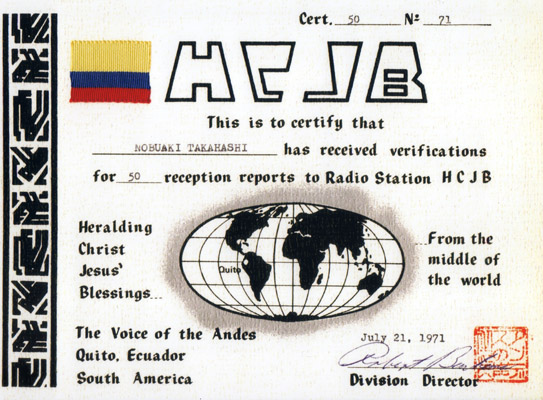 Cert. 50 Nº 71
HCJB
This is to certify that
NOBUAKI TAKAHASHI has received verifications
for 50 reception reports to Radio Station HCJB
Heralding
Christ
Jesus'
Blessings...
Quito
...From the
middle of
the world
The Voice of the Andes
Quito, Ecuador
South America
July 21, 1971
Division Director